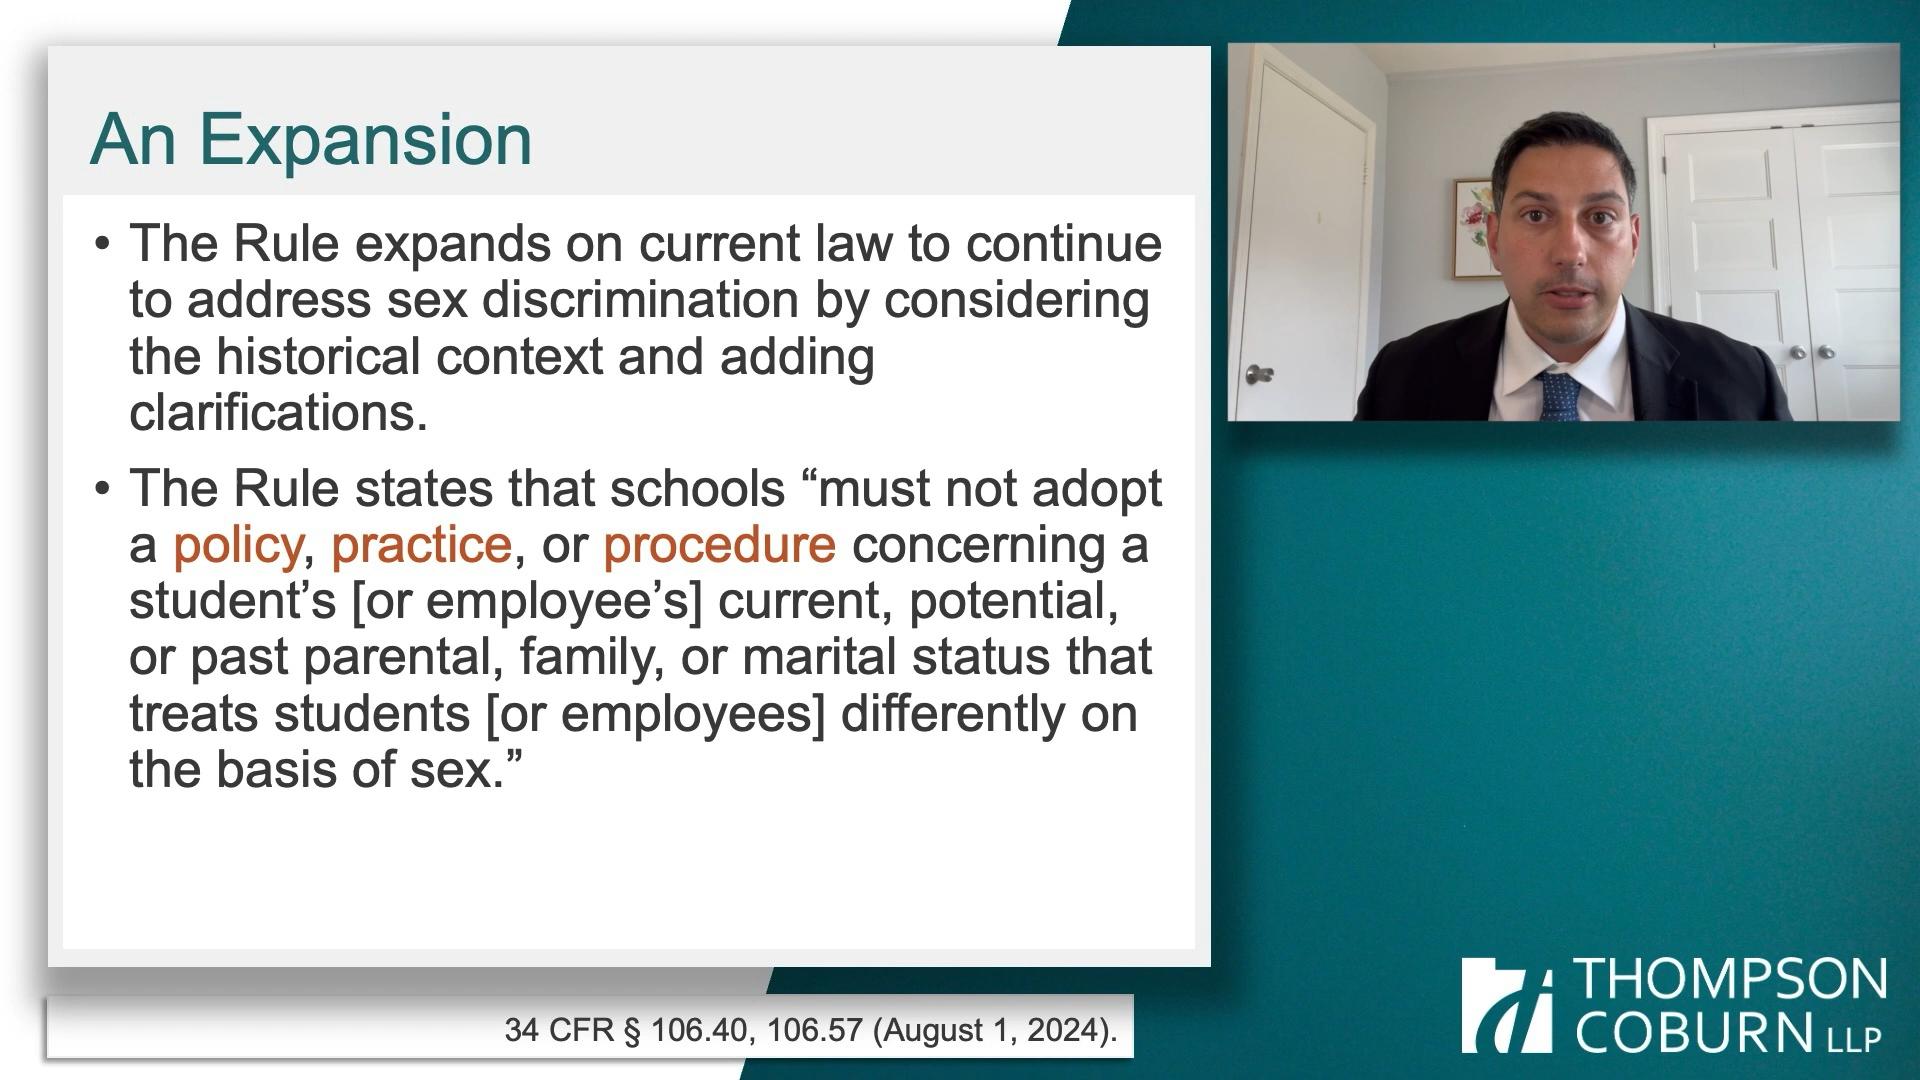 An Expansion
• The Rule expands on current law to continue
to address sex discrimination by considering
the historical context and adding
clarifications.
• The Rule states that schools “must not adopt
a policy, practice, or procedure concerning a
student’s [or employee’s] current, potential,
or past parental, family, or marital status that
treats students [or employees] differently on
the basis of sex.”
34 CFR § 106.40, 106.57 (August 1, 2024).
THOMPSON
COBURN LLP